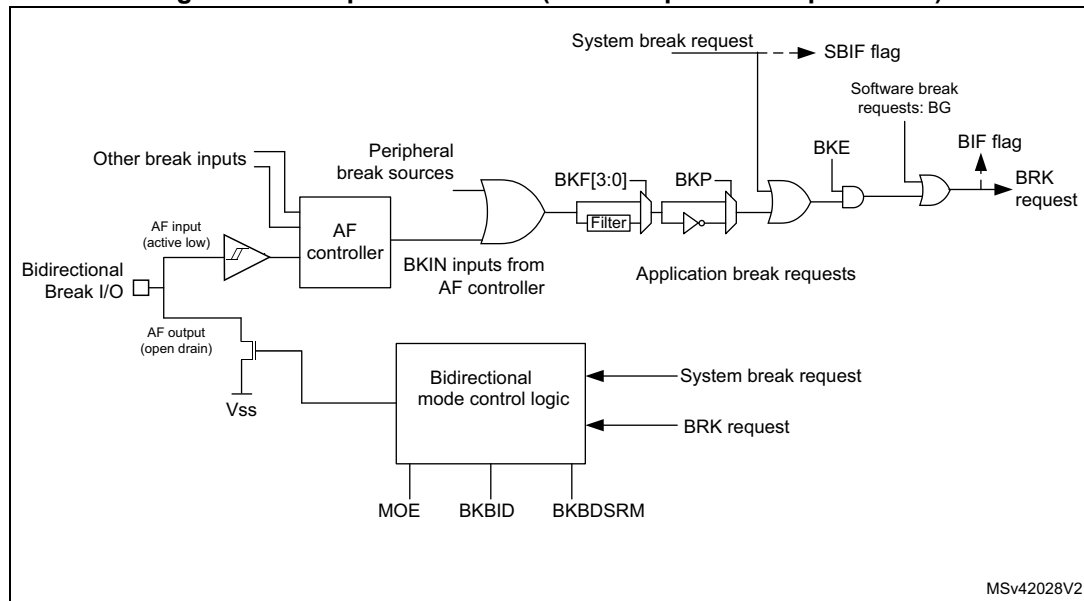 System break request
SBIF flag
Software break
requests: BG
BKE
BIF flag
BRK
request
Other break inputs
Peripheral
break sources
BKF[3:0]
BKP
Filter
AF input
(active low)
AF
controller
Bidirectional
Break I/O
BKIN inputs from
AF controller
Application break requests
AF output
(open drain)
Vss
Bidirectional
mode control logic
System break request
BRK request
MOE
BKBID
BKBDSRM
MSv42028V2